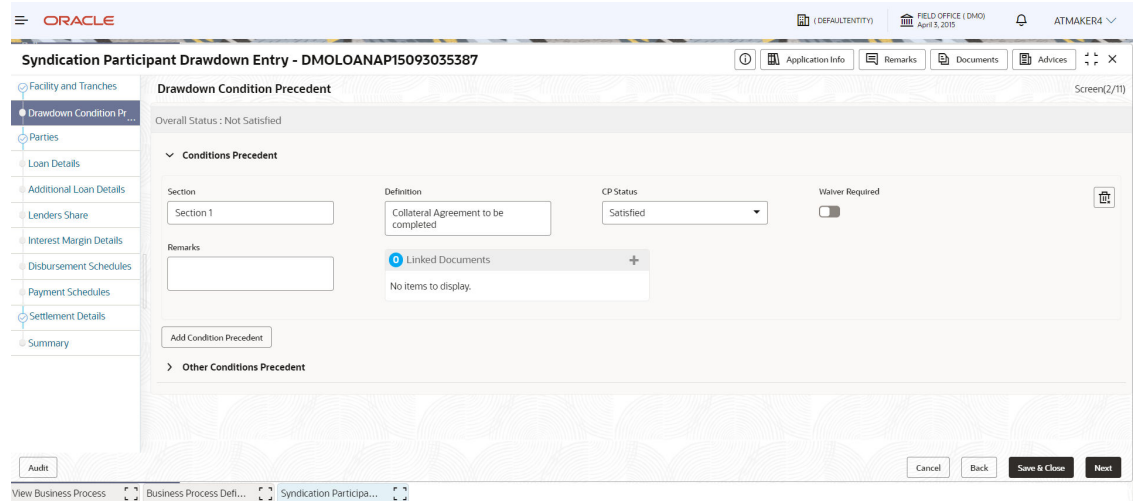 ORACLE
( DEFAULTENTITY)
FIELD OFFICE ( DMO)
April 3, 2015
ATMAKER4
Syndication Participant Drawdown Entry - DMOLOANAP15093035387
Application Info
Remarks
Documents
Advices
Facility and Tranches
Drawdown Condition Pr...
Parties
Loan Details
Additional Loan Details
Lenders Share
Interest Margin Details
Disbursement Schedules
Payment Schedules
Settlement Details
Summary
Drawdown Condition Precedent
Screen(2/11)
Overall Status : Not Satisfied
Conditions Precedent
Section
Definition
CP Status
Waiver Required
Section 1
Collateral Agreement to be
completed
Satisfied
Remarks
0 Linked Documents
No items to display.
Add Condition Precedent
Other Conditions Precedent
Audit
Cancel
Back
Save & Close
Next
View Business Process
Business Process Defi...
Syndication Participa...